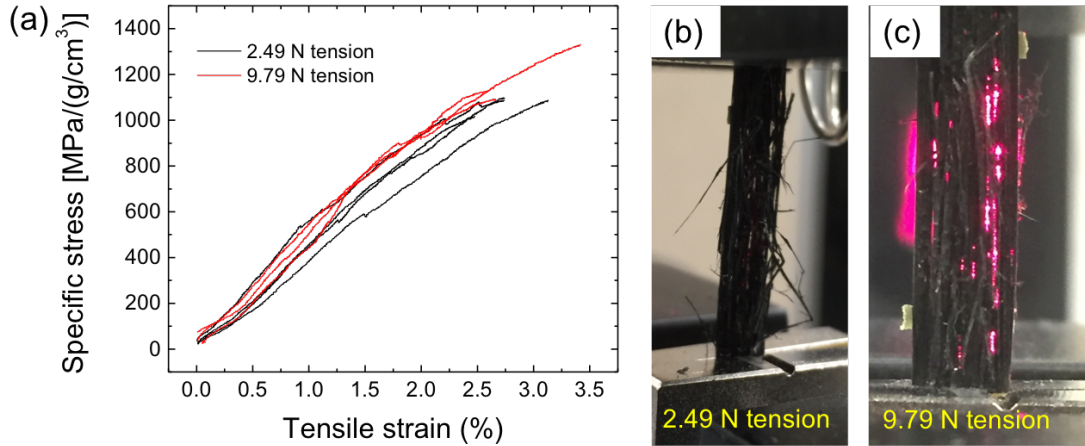 (a)
1400
1200
1000
800
600
400
200
0
Specific stress [MPa/(g/cm³)]
2.49 N tension
9.79 N tension
0.0 0.5 1.0 1.5 2.0 2.5 3.0 3.5
Tensile strain (%)
(b)
2.49 N tension
(c)
9.79 N tension